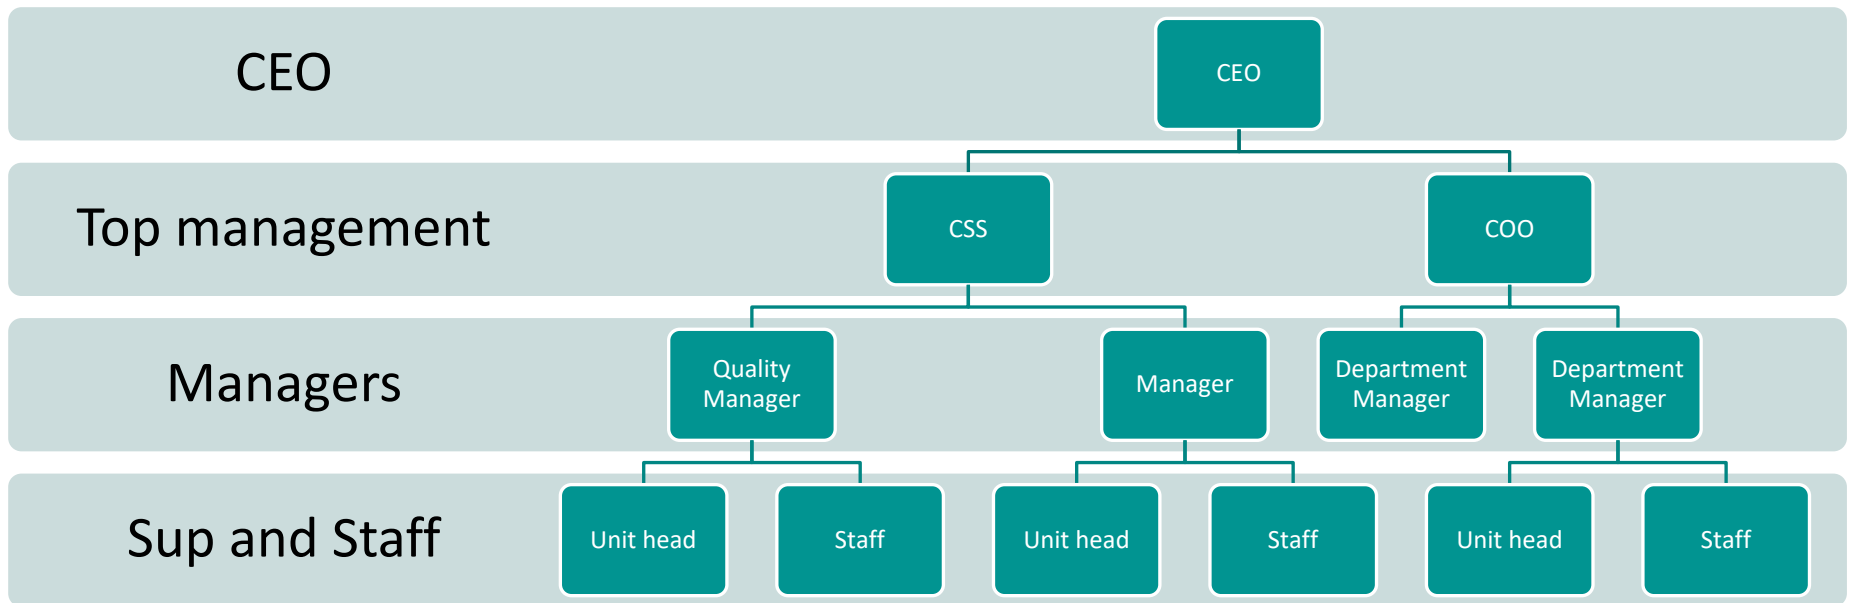 CEO
CEO
Top management
CSS
COO
Managers
Quality
Manager
Manager
Department
Manager
Department
Manager
Sup and Staff
Unit head
Staff
Unit head
Staff
Unit head
Staff